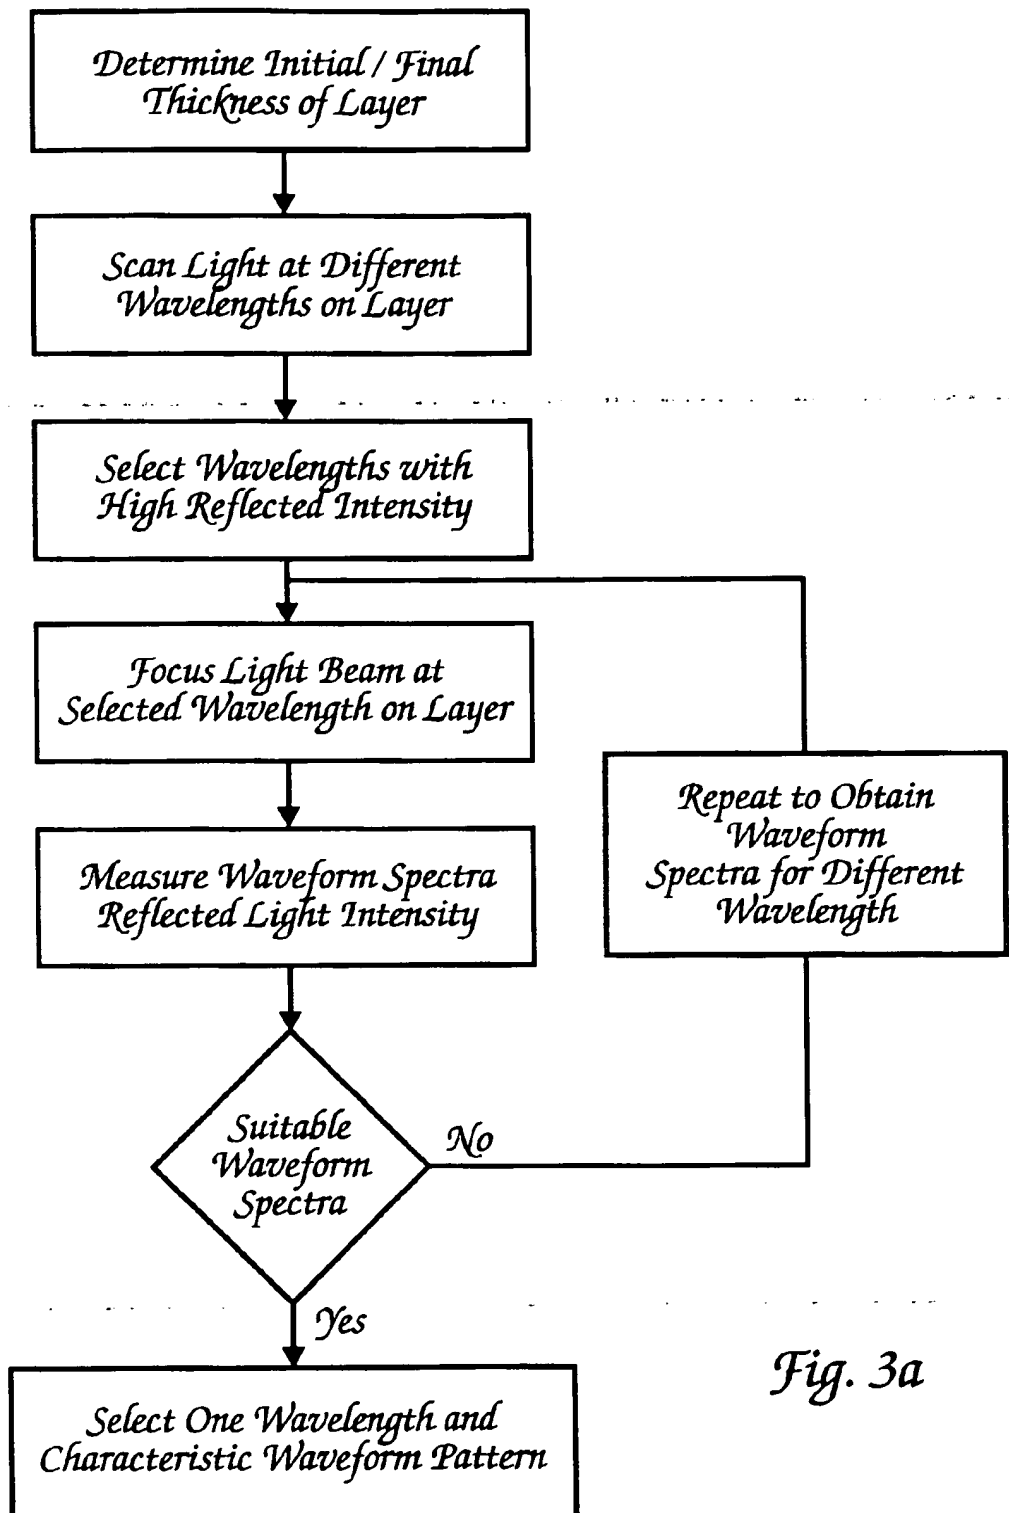 Determine Initial / Final
Thickness of Layer
Scan Light at Different
Wavelengths on Layer
Select Wavelengths with
High Reflected Intensity
Focus Light Beam at
Selected Wavelength on Layer
Measure Waveform Spectra
Reflected Light Intensity
Repeat to Obtain
Waveform
Spectra for Different
Wavelength
Suitable
Waveform
Spectra
No
Yes
Select One Wavelength and
Characteristic Waveform Pattern
Fig. 3a